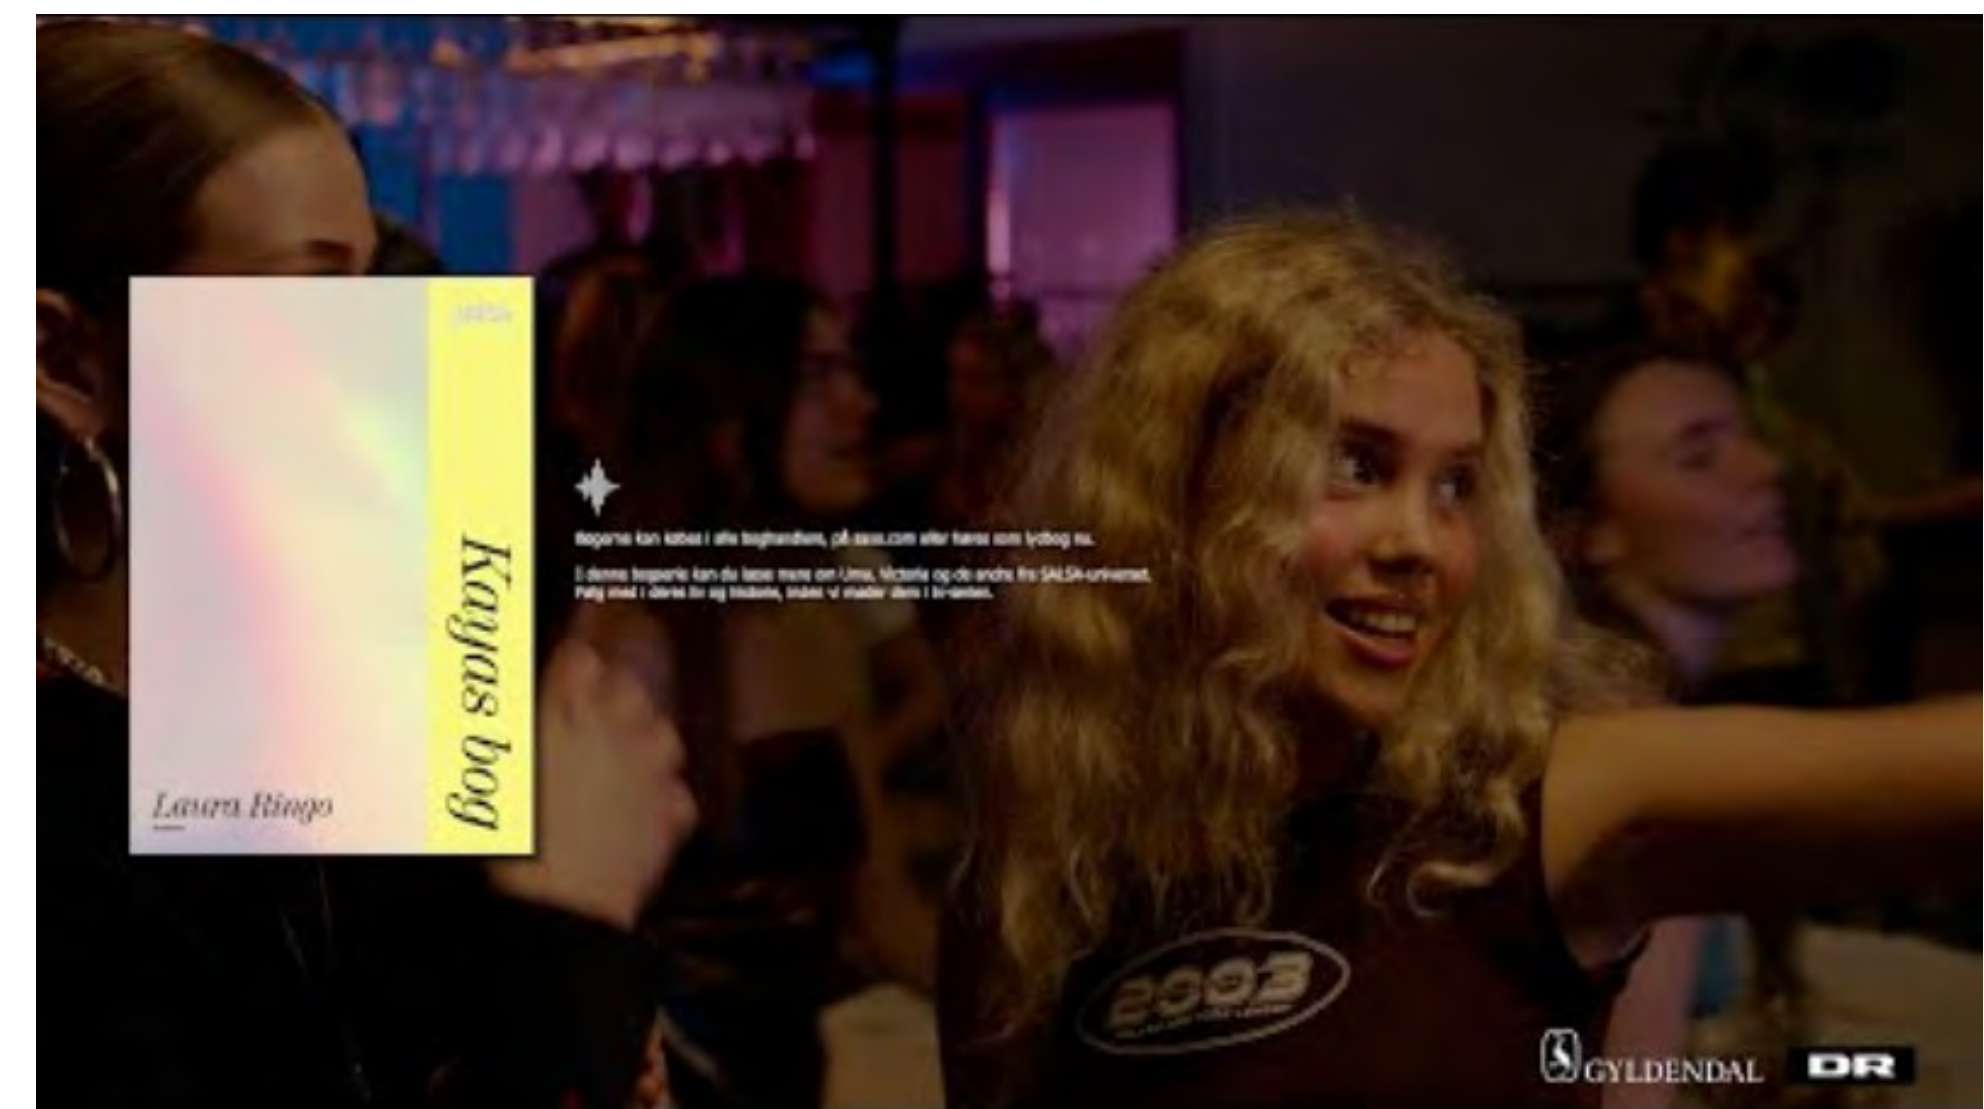 SALSA
Kayas bog
Laura Ringo
Bøgerne kan købes i alle boghandlere, på saxo.com eller høres som lydbog nu.
I denne bogserie kan du læse mere om Uma, Victoria og de andre fra SALSA-universet.
Følg med i deres liv og historie, inden vi møder dem i tv-serien.
2003
GYLDENDAL DR